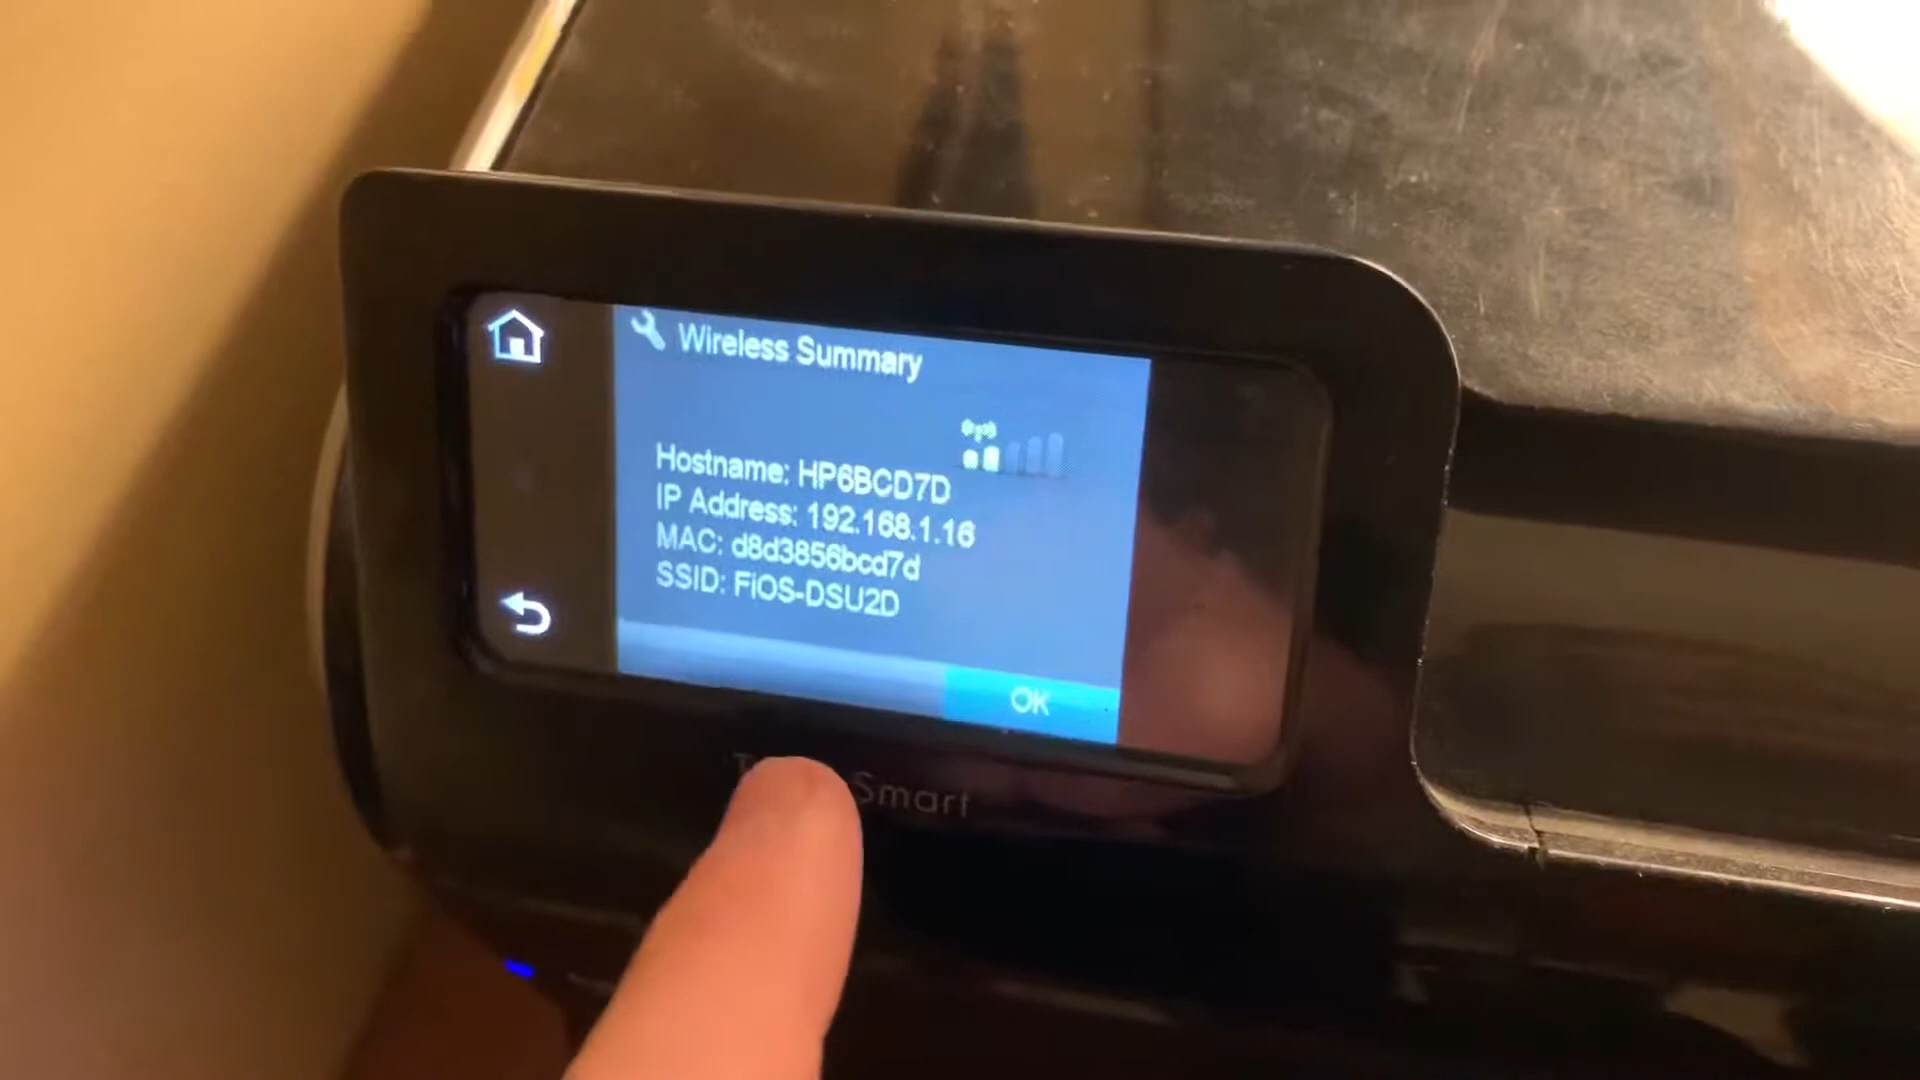 Wireless Summary
Hostname: HP6BCD7D
IP Address: 192.168.1.16
MAC: d8d3856bcd7d
SSID: FiOS-DSU2D
OK
Smart